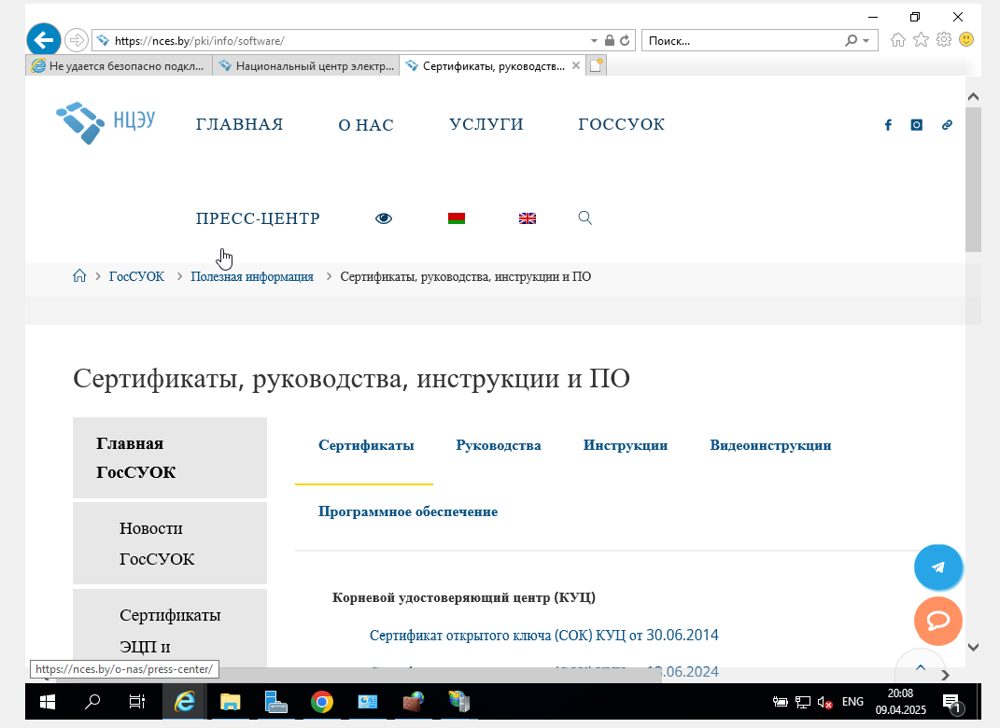 https://nces.by/pki/info/software/
Поиск...
Не удается безопасно подкл...
Национальный центр электр...
Сертификаты, руководств...
НЦЭУ
ГЛАВНАЯ
О НАС
УСЛУГИ
ГОССУОК
ПРЕСС-ЦЕНТР
ГосСУОК
Полезная информация
Сертификаты, руководства, инструкции и ПО
Сертификаты, руководства, инструкции и ПО
Главная
ГосСУОК
Новости
ГосСУОК
Сертификаты
ЭЦП и
Сертификаты
Руководства
Инструкции
Видеоинструкции
Программное обеспечение
Корневой удостоверяющий центр (КУЦ)
Сертификат открытого ключа (СОК) КУЦ от 30.06.2014
.2024
https://nces.by/o-nas/press-center/
ENG
20:08
09.04.2025
1